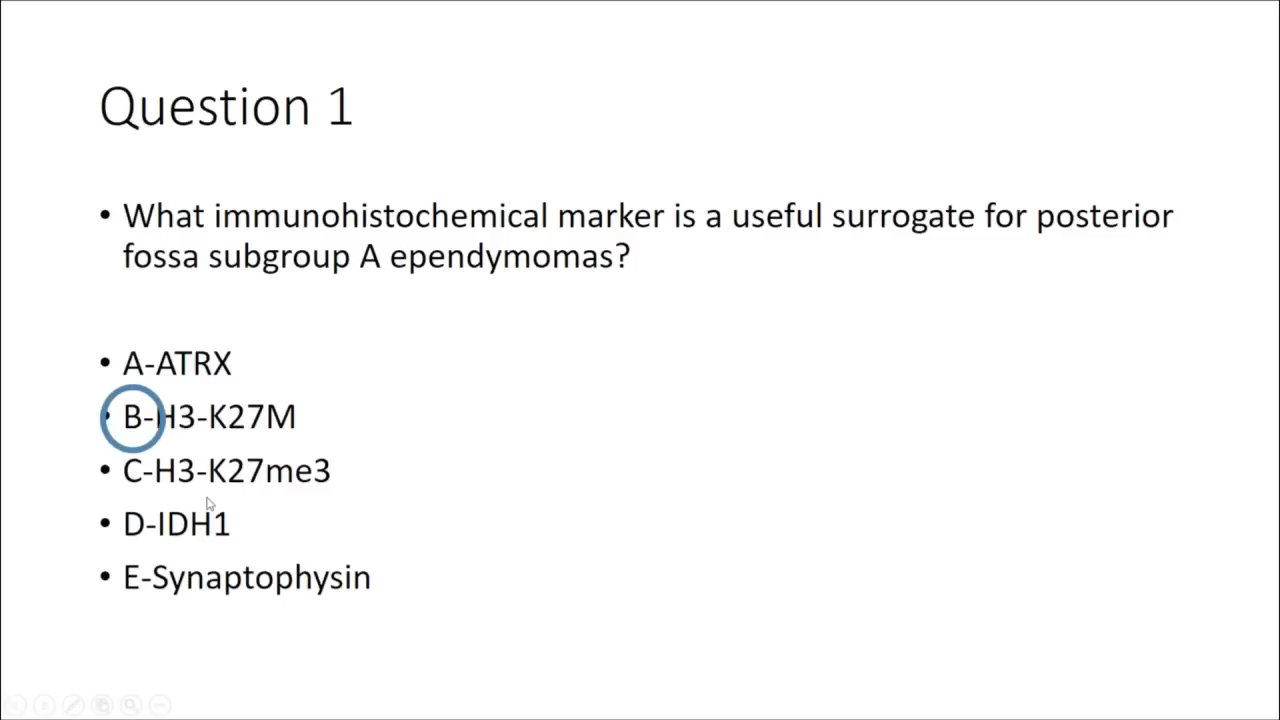 Question 1
• What immunohistochemical marker is a useful surrogate for posterior
fossa subgroup A ependymomas?
• A-ATRX
• B-H3-K27M
• C-H3-K27me3
• D-IDH1
• E-Synaptophysin